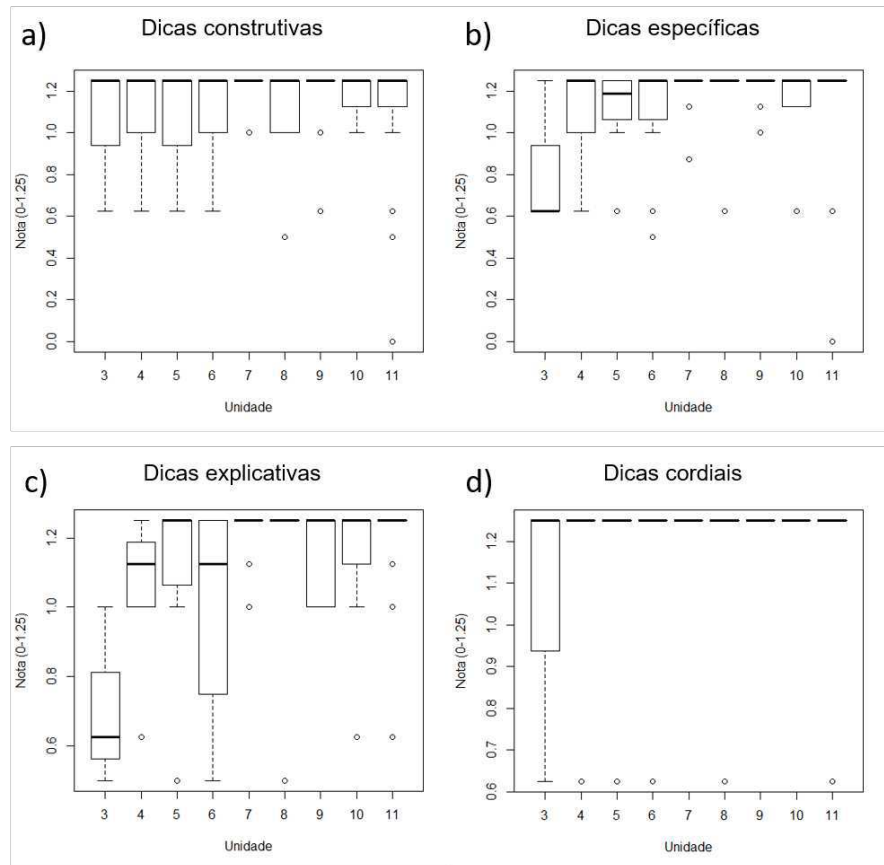 a)
Dicas construtivas
Nota (0-1.25)
1.2
1.0
0.8
0.6
0.4
0.2
0.0
3 4 5 6 7 8 9 10 11
Unidade
b)
Dicas específicas
Nota (0-1.25)
1.2
1.0
0.8
0.6
0.4
0.2
0.0
3 4 5 6 7 8 9 10 11
Unidade
c)
Dicas explicativas
Nota (0-1.25)
1.2
1.0
0.8
0.6
3 4 5 6 7 8 9 10 11
Unidade
d)
Dicas cordiais
Nota (0-1.25)
1.2
1.1
1.0
0.9
0.8
0.7
0.6
3 4 5 6 7 8 9 10 11
Unidade